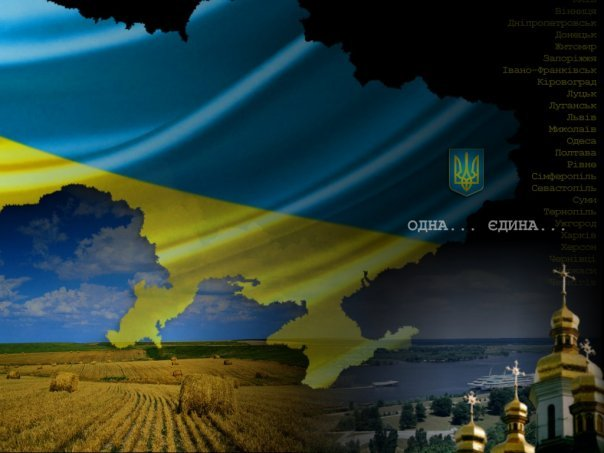 Київ
Вінниця
Дніпропетровськ
Донецьк
Житомир
Запоріжжя
Івано-Франківськ
Кіровоград
Луцьк
Луганськ
Львів
Миколаїв
Одеса
Полтава
Рівне
Сімферопіль
Севастопіль
Суми
Тернопіль
Ужгород
ОДНА... ЄДИНА...
Харків
Херсон
Чернівці
Черкаси
Чернігів